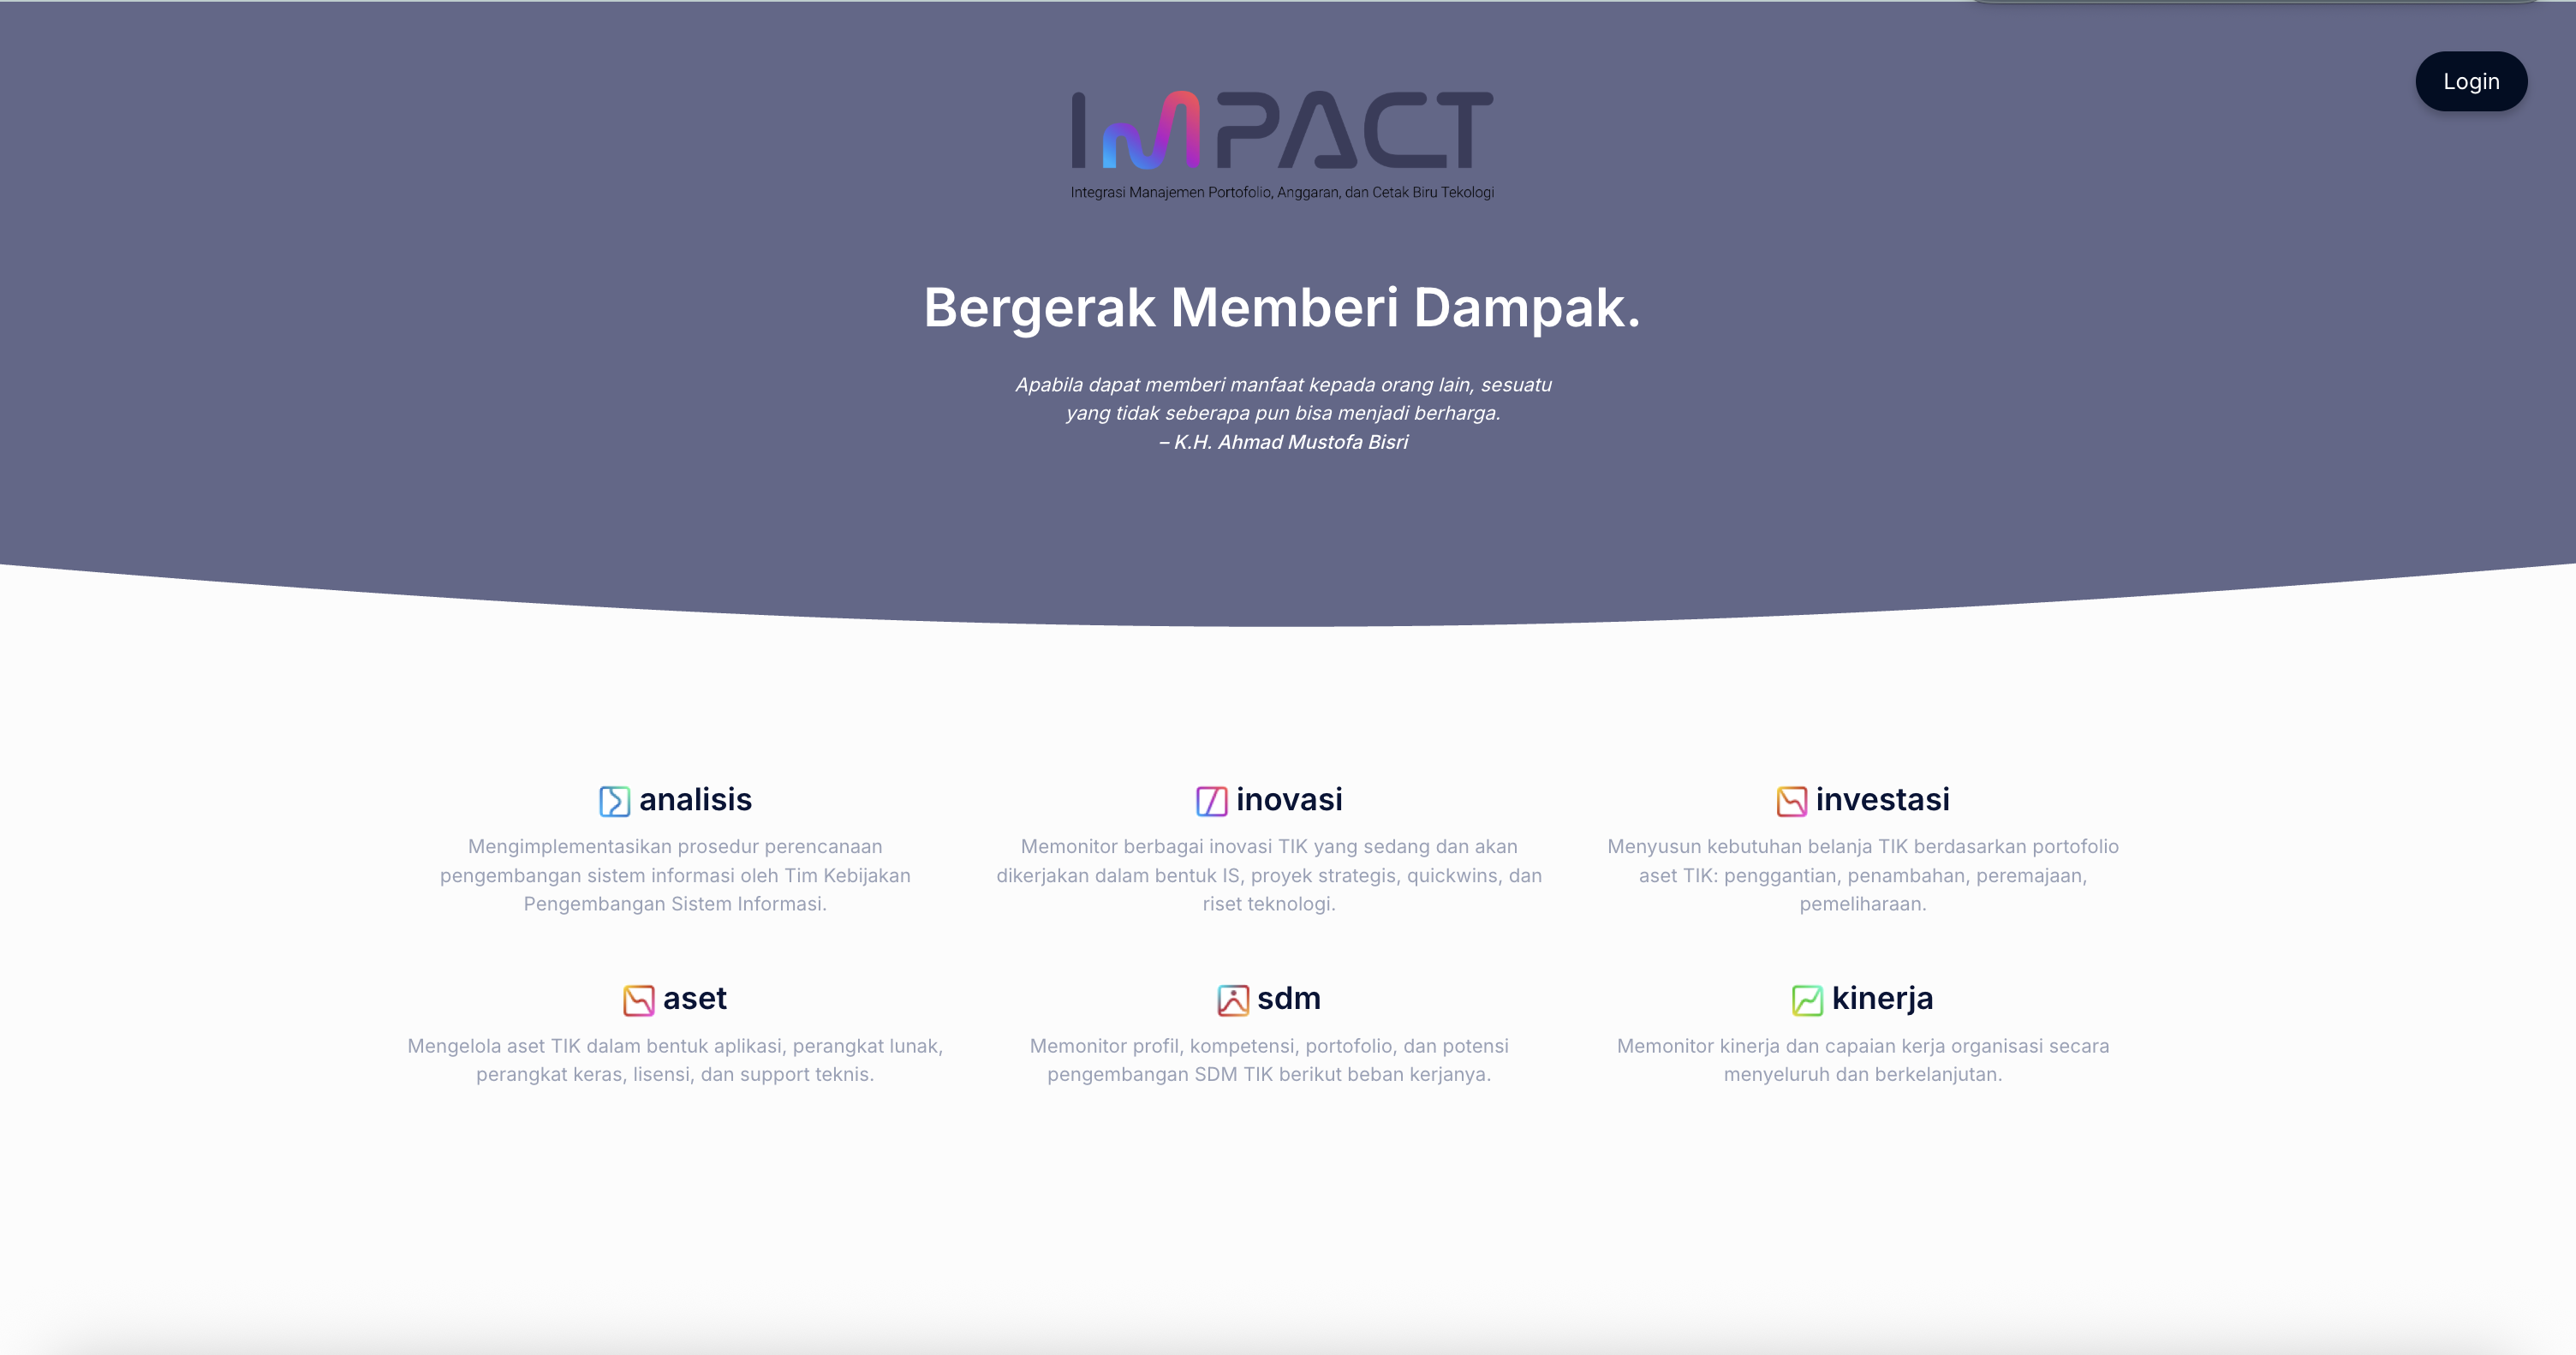 Login
ImPACT
Integrasi Manajemen Portofolio, Anggaran, dan Cetak Biru Tekologi
Bergerak Memberi Dampak.
Apabila dapat memberi manfaat kepada orang lain, sesuatu
yang tidak seberapa pun bisa menjadi berharga.
– K.H. Ahmad Mustofa Bisri
analisis
Mengimplementasikan prosedur perencanaan
pengembangan sistem informasi oleh Tim Kebijakan
Pengembangan Sistem Informasi.
inovasi
Memonitor berbagai inovasi TIK yang sedang dan akan
dikerjakan dalam bentuk IS, proyek strategis, quickwins, dan
riset teknologi.
investasi
Menyusun kebutuhan belanja TIK berdasarkan portofolio
aset TIK: penggantian, penambahan, peremajaan,
pemeliharaan.
aset
Mengelola aset TIK dalam bentuk aplikasi, perangkat lunak,
perangkat keras, lisensi, dan support teknis.
sdm
Memonitor profil, kompetensi, portofolio, dan potensi
pengembangan SDM TIK berikut beban kerjanya.
kinerja
Memonitor kinerja dan capaian kerja organisasi secara
menyeluruh dan berkelanjutan.